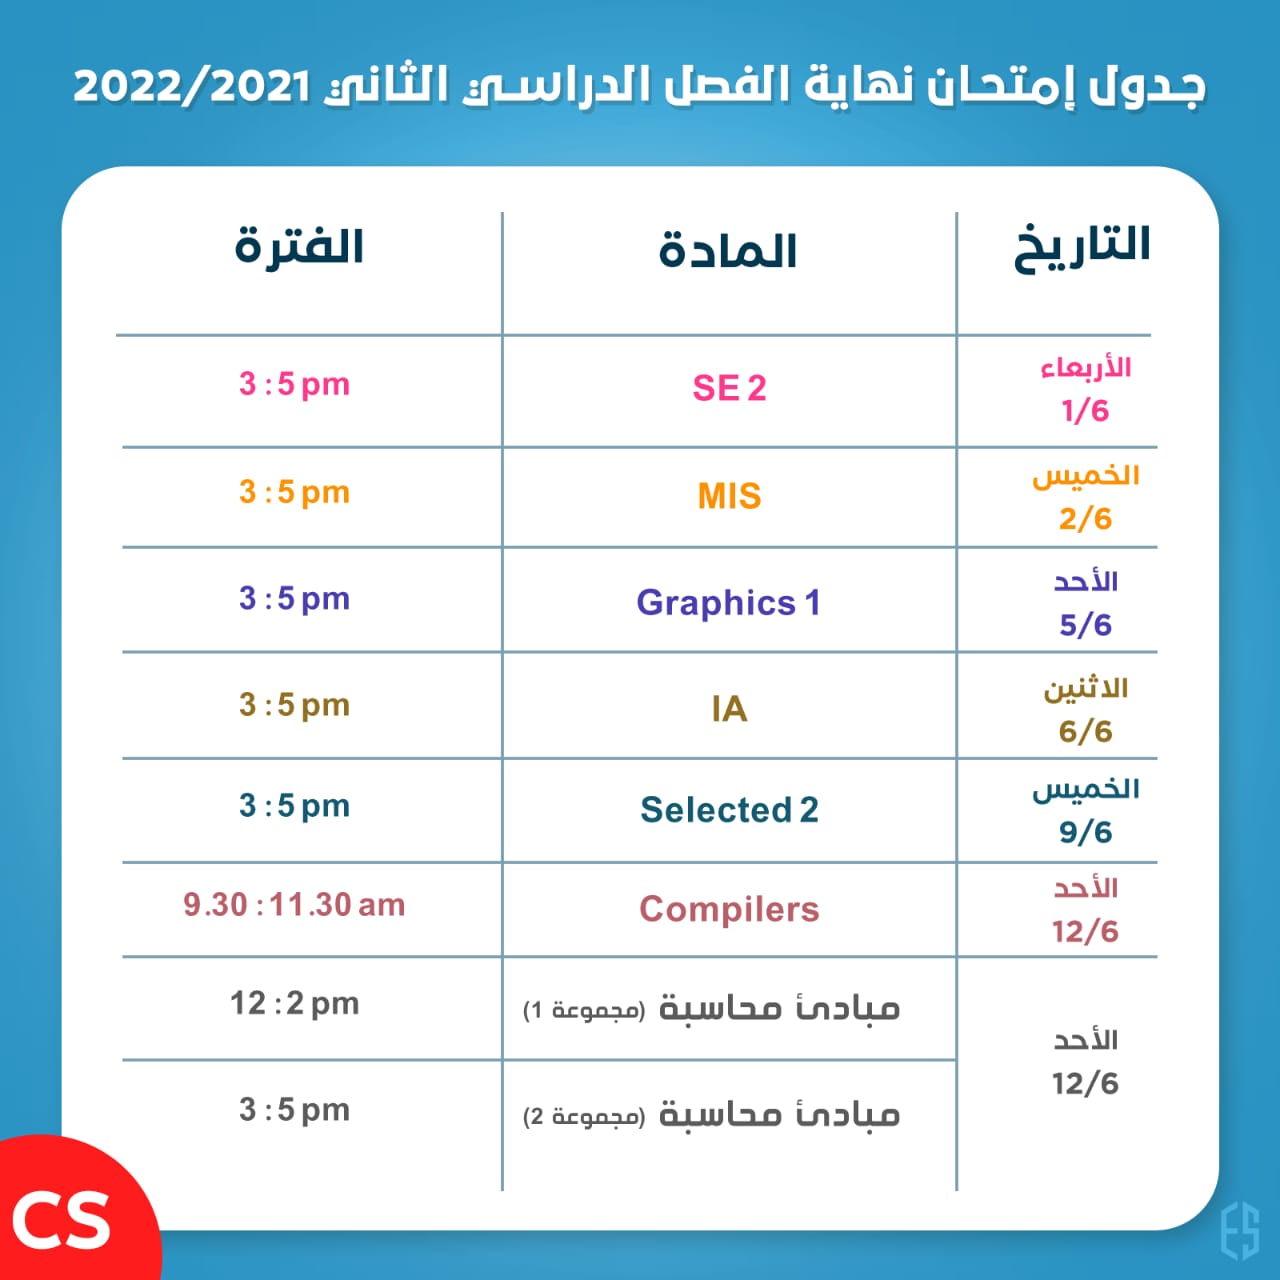 جدول إمتحان نهاية الفصل الدراسي الثاني 2022/2021
التاريخ المادة الفترة
الأربعاء
1/6 SE 2 3 : 5 pm
الخميس
2/6 MIS 3 : 5 pm
الأحد
5/6 Graphics 1 3 : 5 pm
الاثنين
6/6 IA 3 : 5 pm
الخميس
9/6 Selected 2 3 : 5 pm
الأحد
12/6 Compilers 9.30 : 11.30 am
مبادئ محاسبة (مجموعة 1) 12 : 2 pm
الأحد
12/6
مبادئ محاسبة (مجموعة 2) 3 : 5 pm
CS
ES